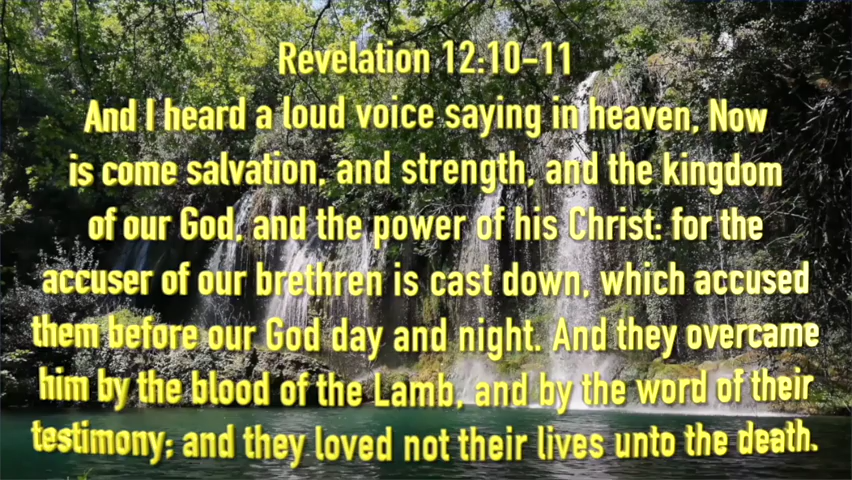 Revelation 12:10-11
And I heard a loud voice saying in heaven, Now
is come salvation, and strength, and the kingdom
of our God, and the power of his Christ: for the
accuser of our brethren is cast down, which accused
them before our God day and night. And they overcame
him by the blood of the Lamb, and by the word of their
testimony; and they loved not their lives unto the death.